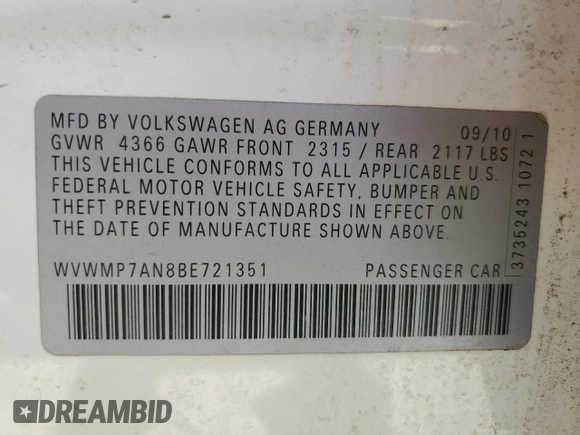 MFD BY VOLKSWAGEN AG GERMANY 09/10
GVWR 4366 GAWR FRONT 2315 / REAR 2117 LBS
THIS VEHICLE CONFORMS TO ALL APPLICABLE U.S.
FEDERAL MOTOR VEHICLE SAFETY, BUMPER AND
THEFT PREVENTION STANDARDS IN EFFECT ON
THE DATE OF MANUFACTURE SHOWN ABOVE.
WVWMP7AN8BE721351 PASSENGER CAR
3735243 1072 1
DREAMBID